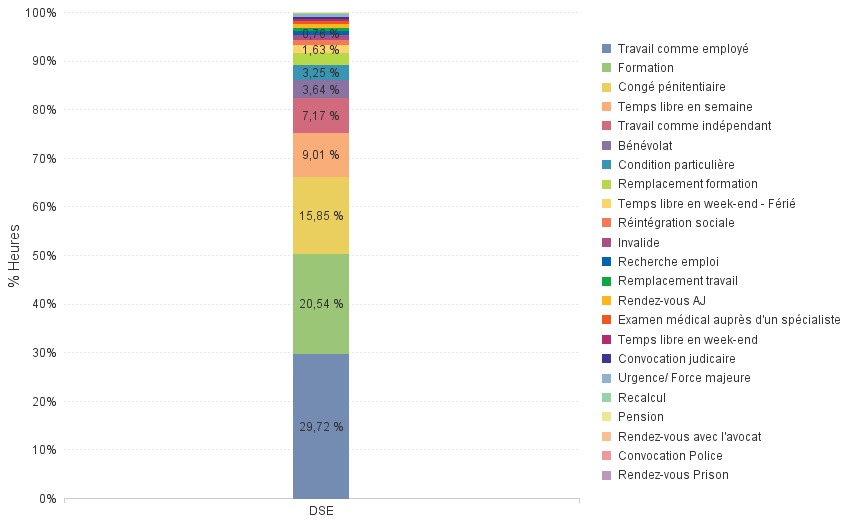 100%
90%
80%
70%
60%
50%
40%
30%
20%
10%
0%
% Heures
0,76 %
1,63 %
3,25 %
3,64 %
7,17 %
9,01 %
15,85 %
20,54 %
29,72 %
DSE
Travail comme employé
Formation
Congé pénitentiaire
Temps libre en semaine
Travail comme indépendant
Bénévolat
Condition particulière
Remplacement formation
Temps libre en week-end - Férié
Réintégration sociale
Invalide
Recherche emploi
Remplacement travail
Rendez-vous AJ
Examen médical auprès d'un spécialiste
Temps libre en week-end
Convocation judicaire
Urgence/ Force majeure
Recalcul
Pension
Rendez-vous avec l'avocat
Convocation Police
Rendez-vous Prison